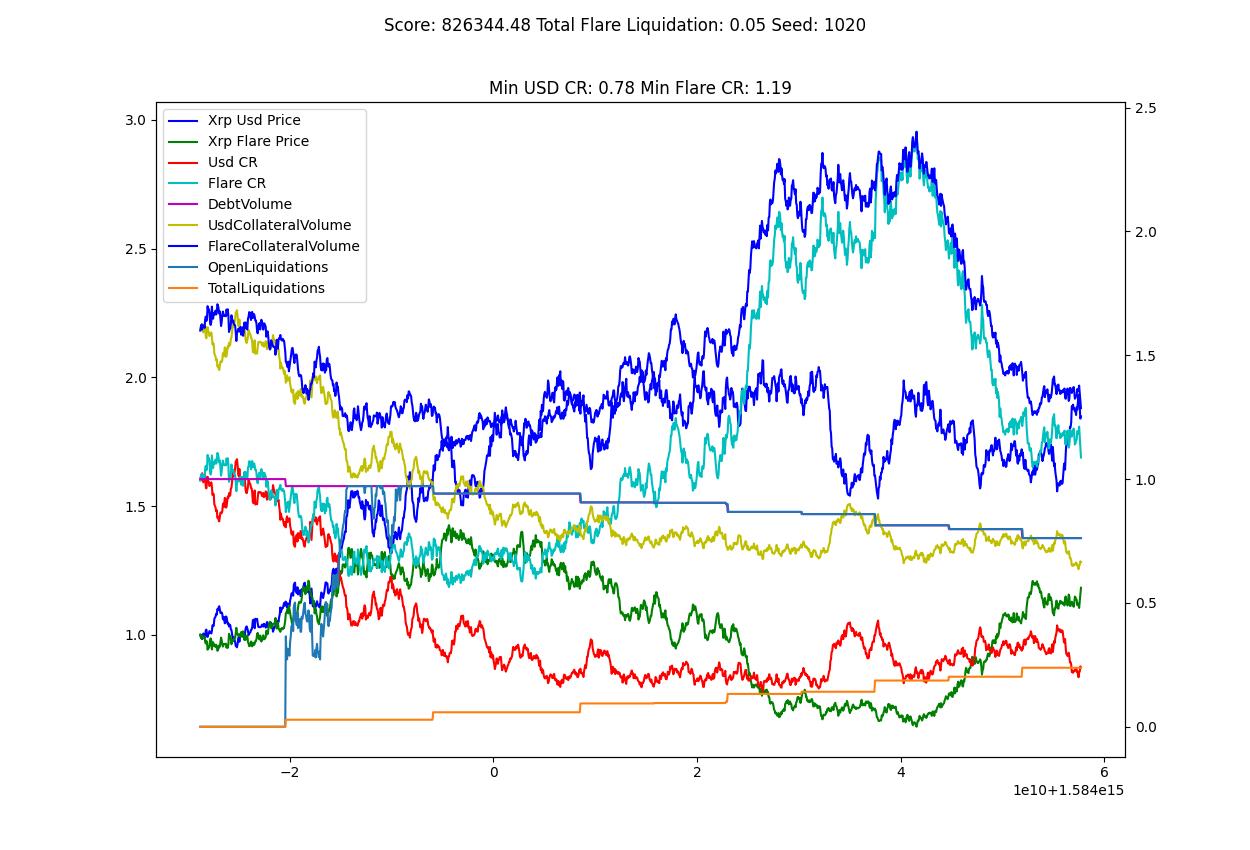 Score: 826344.48 Total Flare Liquidation: 0.05 Seed: 1020
Min USD CR: 0.78 Min Flare CR: 1.19
Xrp Usd Price
Xrp Flare Price
Usd CR
Flare CR
DebtVolume
UsdCollateralVolume
FlareCollateralVolume
OpenLiquidations
TotalLiquidations
3.0
2.5
2.0
1.5
1.0
2.5
2.0
1.5
1.0
0.5
0.0
−2 0 2 4 6
1e10+1.584e15